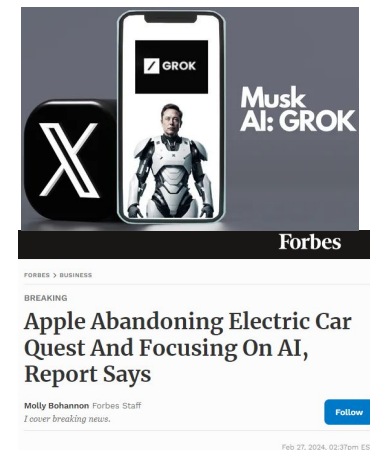 GROK
Musk
AI: GROK
X
Forbes
FORBES > BUSINESS
BREAKING
Apple Abandoning Electric Car
Quest And Focusing On AI,
Report Says
Molly Bohannon Forbes Staff
I cover breaking news.
Follow
Feb 27, 2024, 02:37pm ES